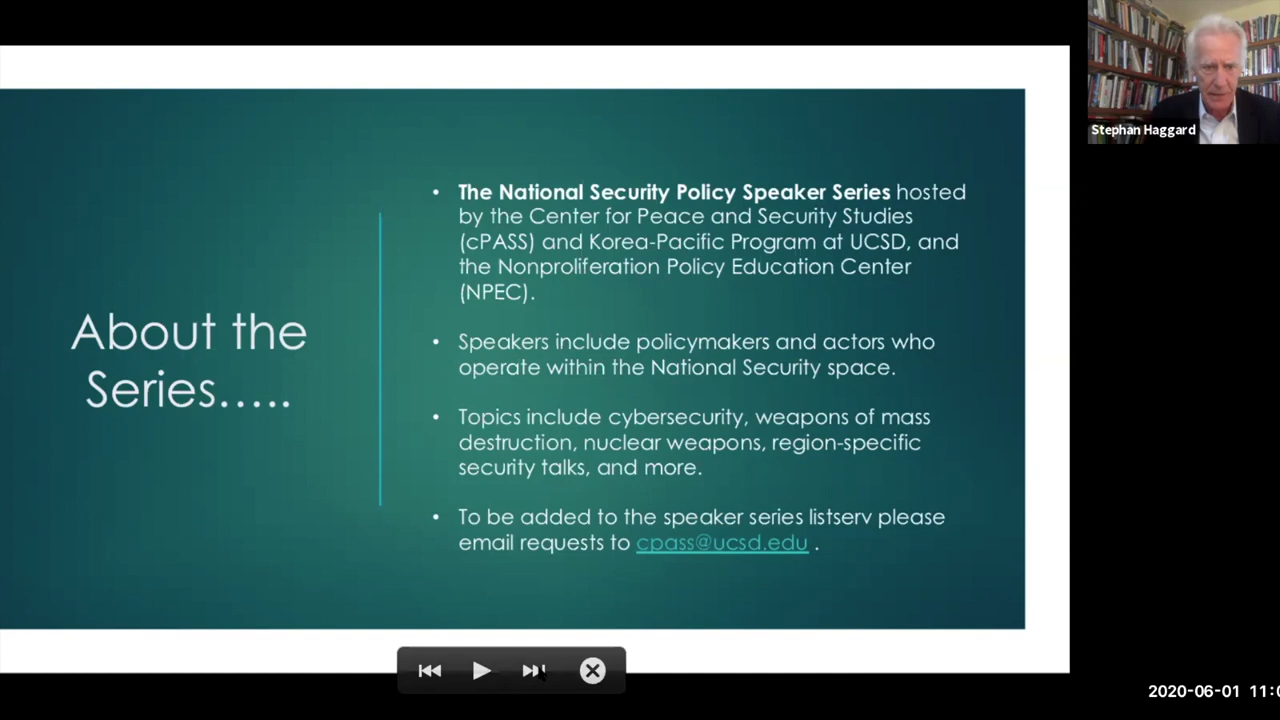 Stephan Haggard
• The National Security Policy Speaker Series hosted
by the Center for Peace and Security Studies
(cPASS) and Korea-Pacific Program at UCSD, and
the Nonproliferation Policy Education Center
(NPEC).
About the
Series.....
• Speakers include policymakers and actors who
operate within the National Security space.
• Topics include cybersecurity, weapons of mass
destruction, nuclear weapons, region-specific
security talks, and more.
• To be added to the speaker series listserv please
email requests to cpass@ucsd.edu .
2020-06-01 11:0